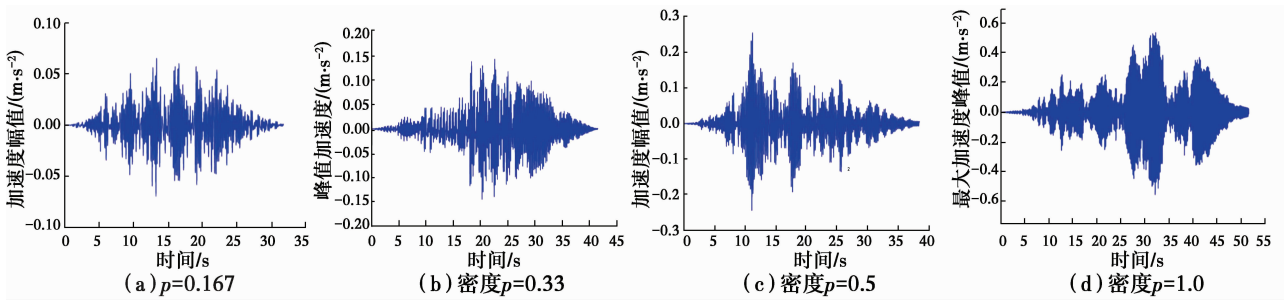 加速度幅值/(m·s⁻²)
0.10
0.05
0.00
−0.05
−0.10
0 5 10 15 20 25 30 35
时间/s
(a)p=0.167
峰值加速度/(m·s⁻²)
0.20
0.15
0.10
0.05
−0.00
−0.05
−0.10
−0.15
−0.20
0 5 10 15 20 25 30 35 40 45
时间/s
(b)密度p=0.33
加速度幅值/(m·s⁻²)
0.3
0.2
0.1
0.0
−0.1
−0.2
−0.3
0 5 10 15 20 25 30 35 40
时间/s
(c)密度p=0.5
2
最大加速度峰值/(m·s⁻²)
0.6
0.4
0.2
0.0
−0.2
−0.4
−0.6
0 5 10 15 20 25 30 35 40 45 50 55
时间/s
(d)密度p=1.0